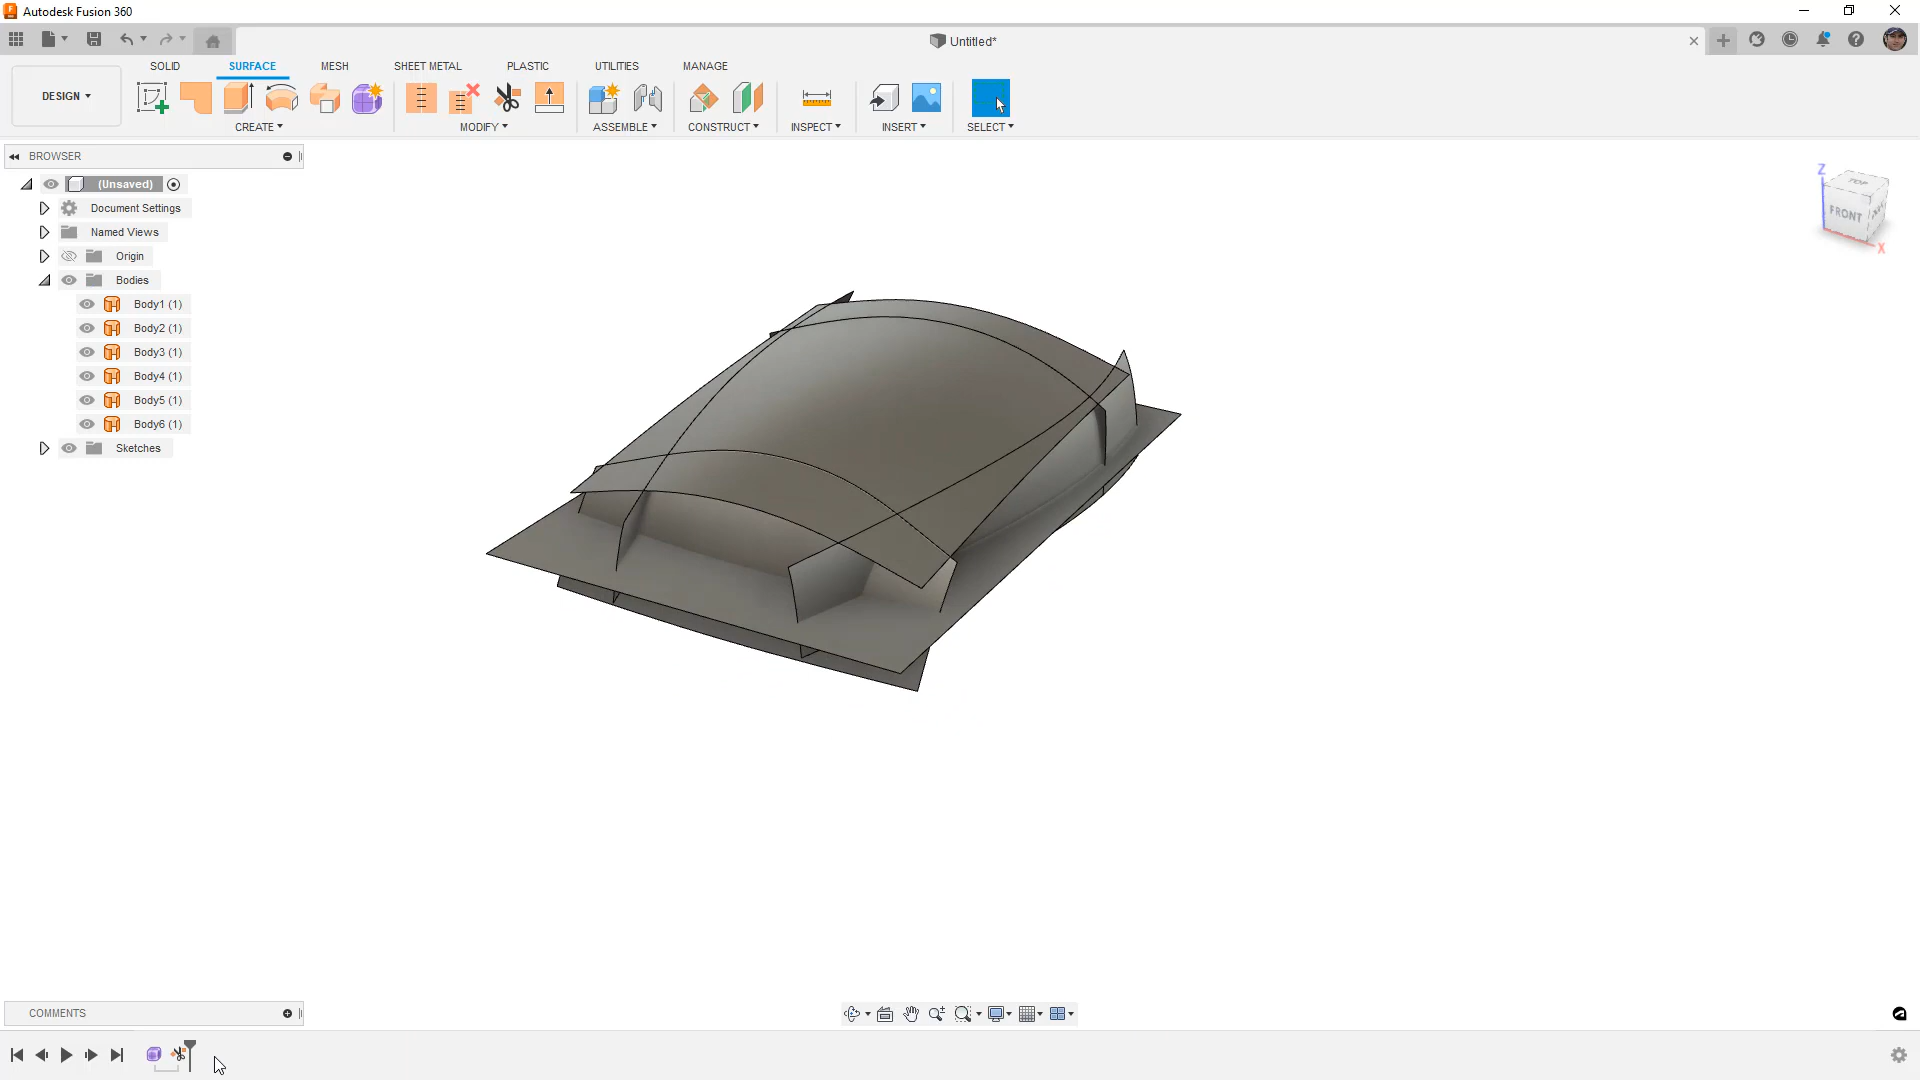 Autodesk Fusion 360
Untitled*
SOLID SURFACE MESH SHEET METAL PLASTIC UTILITIES MANAGE
DESIGN
CREATE MODIFY ASSEMBLE CONSTRUCT INSPECT INSERT SELECT
BROWSER
(Unsaved)
Document Settings
Named Views
Origin
Bodies
Body1 (1)
Body2 (1)
Body3 (1)
Body4 (1)
Body5 (1)
Body6 (1)
Sketches
Z
TOP
FRONT
X
COMMENTS